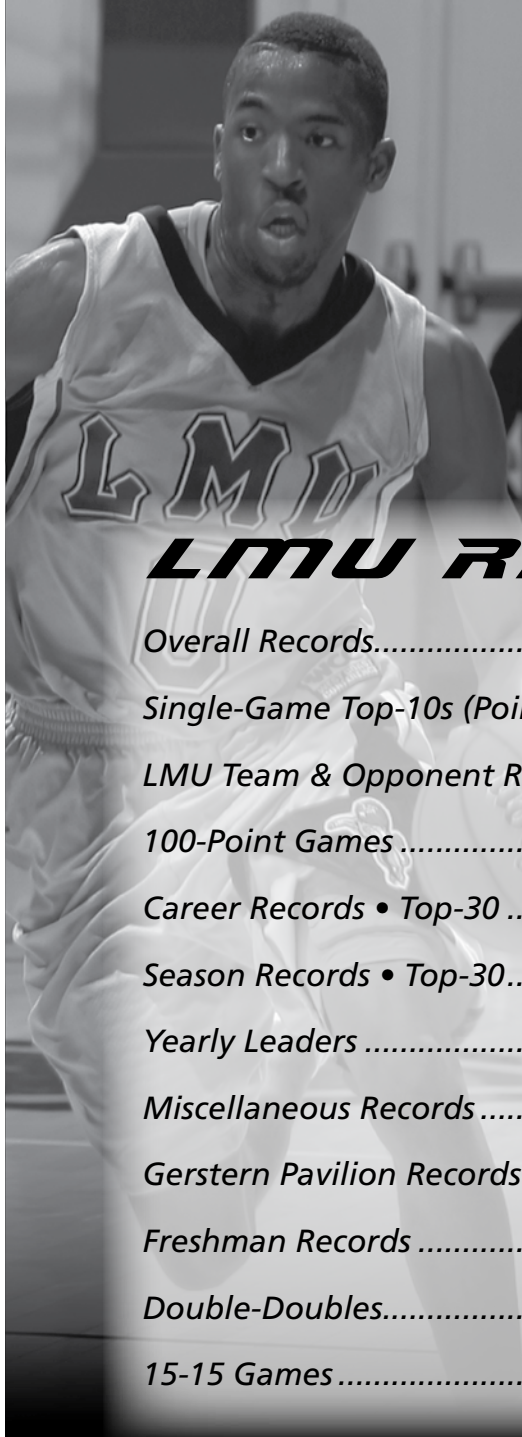 LMU
0
LMU R
Overall Records..................
Single-Game Top-10s (Poi
LMU Team & Opponent R
100-Point Games ..............
Career Records • Top-30 ..
Season Records • Top-30..
Yearly Leaders ..................
Miscellaneous Records .....
Gerstern Pavilion Records
Freshman Records ............
Double-Doubles................
15-15 Games .....................